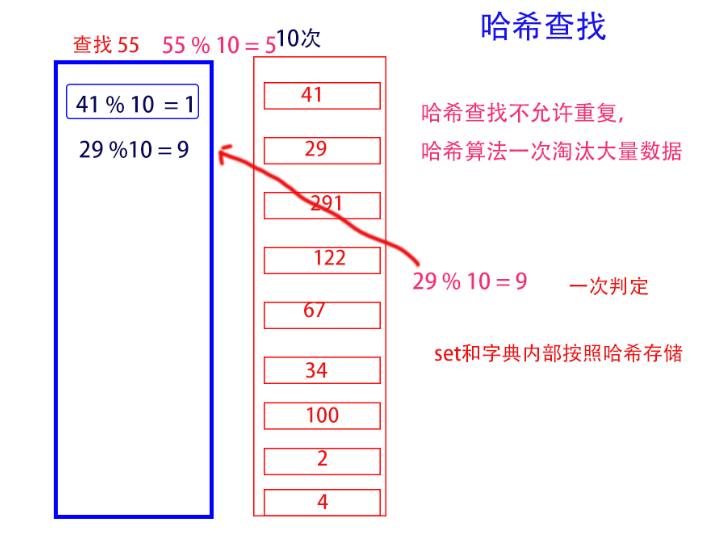 哈希查找
查找 55
55 % 10 = 5
10次
41 % 10 = 1
29 %10 = 9
41
29
291
122
67
34
100
2
4
哈希查找不允许重复,
哈希算法一次淘汰大量数据
29 % 10 = 9
一次判定
set和字典内部按照哈希存储